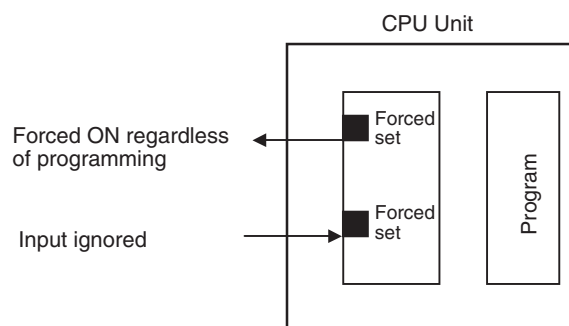 CPU Unit
Forced ON regardless
of programming
Forced
set
Input ignored
Forced
set
Program